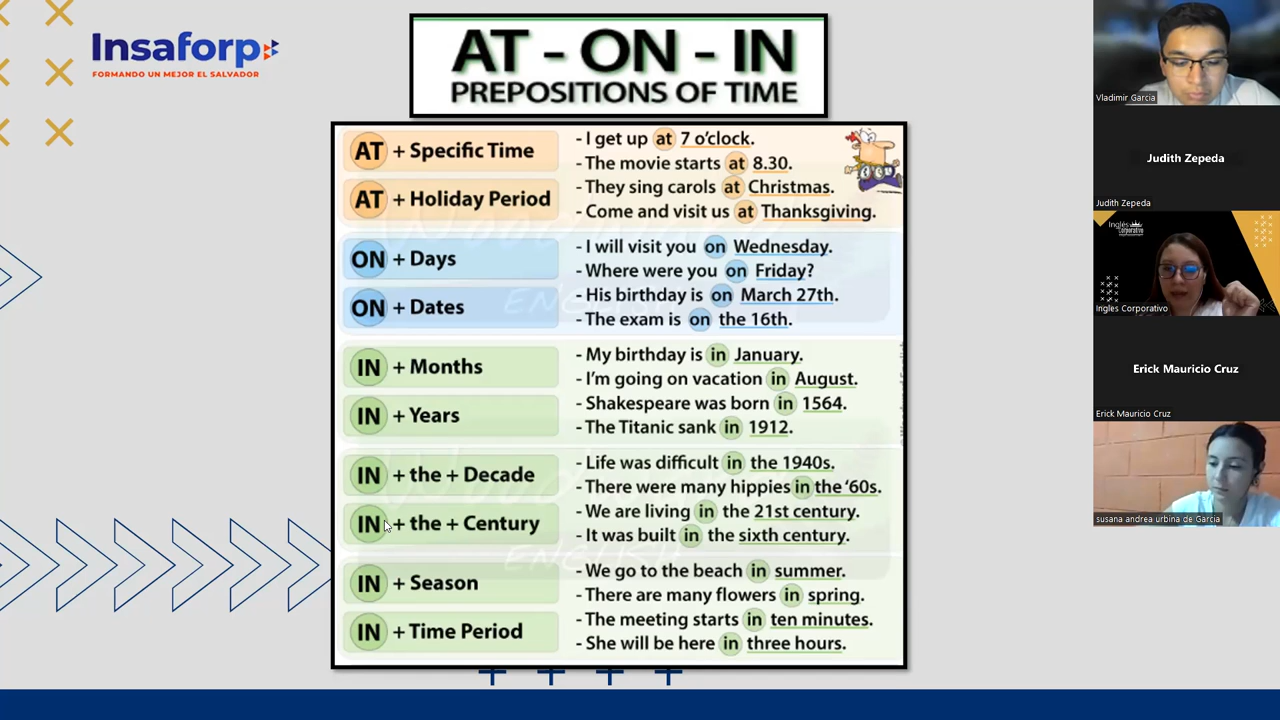 Insaforp
FORMANDO UN MEJOR EL SALVADOR
AT - ON - IN
PREPOSITIONS OF TIME
AT + Specific Time
- I get up at 7 o'clock.
- The movie starts at 8.30.
AT + Holiday Period
- They sing carols at Christmas.
- Come and visit us at Thanksgiving.
ON + Days
- I will visit you on Wednesday.
- Where were you on Friday?
ON + Dates
- His birthday is on March 27th.
- The exam is on the 16th.
IN + Months
- My birthday is in January.
- I'm going on vacation in August.
IN + Years
- Shakespeare was born in 1564.
- The Titanic sank in 1912.
IN + the + Decade
- Life was difficult in the 1940s.
- There were many hippies in the '60s.
IN + the + Century
- We are living in the 21st century.
- It was built in the sixth century.
IN + Season
- We go to the beach in summer.
- There are many flowers in spring.
IN + Time Period
- The meeting starts in ten minutes.
- She will be here in three hours.
ENGLISH
ENGLISH
Vladimir Garcia
Judith Zepeda
Judith Zepeda
Inglés
Corporativo
Ingles Corporativo
Erick Mauricio Cruz
Erick Mauricio Cruz
susana andrea urbina de Garcia